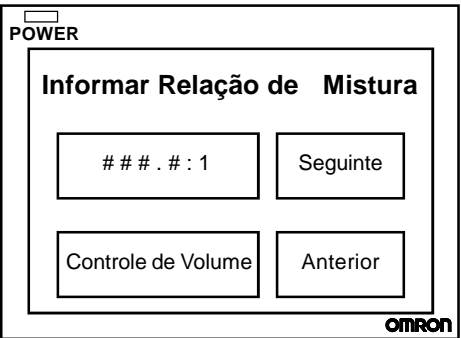 POWER
Informar Relação de Mistura
# # # . # : 1
Seguinte
Controle de Volume
Anterior
OMRON